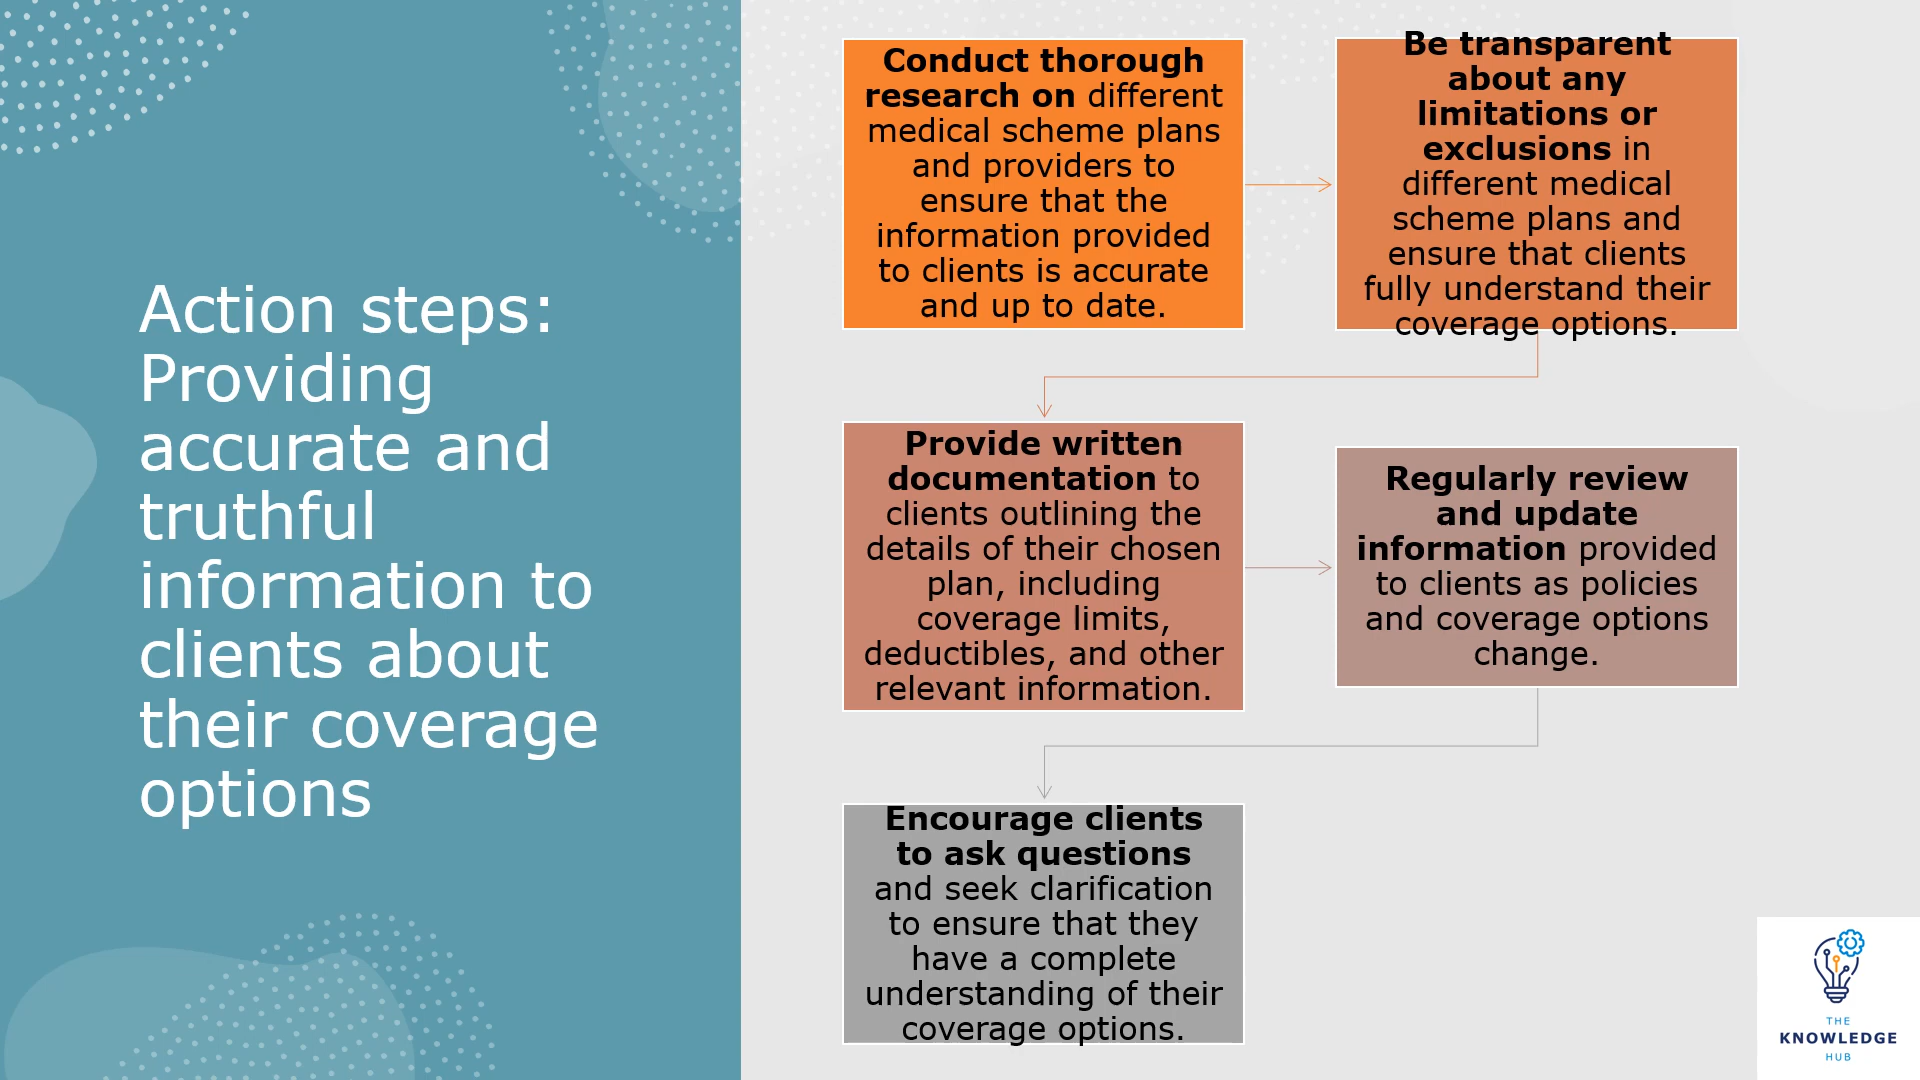 Action steps:
Providing
accurate and
truthful
information to
clients about
their coverage
options
Conduct thorough
research on different
medical scheme plans
and providers to
ensure that the
information provided
to clients is accurate
and up to date.
Be transparent
about any
limitations or
exclusions in
different medical
scheme plans and
ensure that clients
fully understand their
coverage options.
Provide written
documentation to
clients outlining the
details of their chosen
plan, including
coverage limits,
deductibles, and other
relevant information.
Regularly review
and update
information provided
to clients as policies
and coverage options
change.
Encourage clients
to ask questions
and seek clarification
to ensure that they
have a complete
understanding of their
coverage options.
THE
KNOWLEDGE
HUB